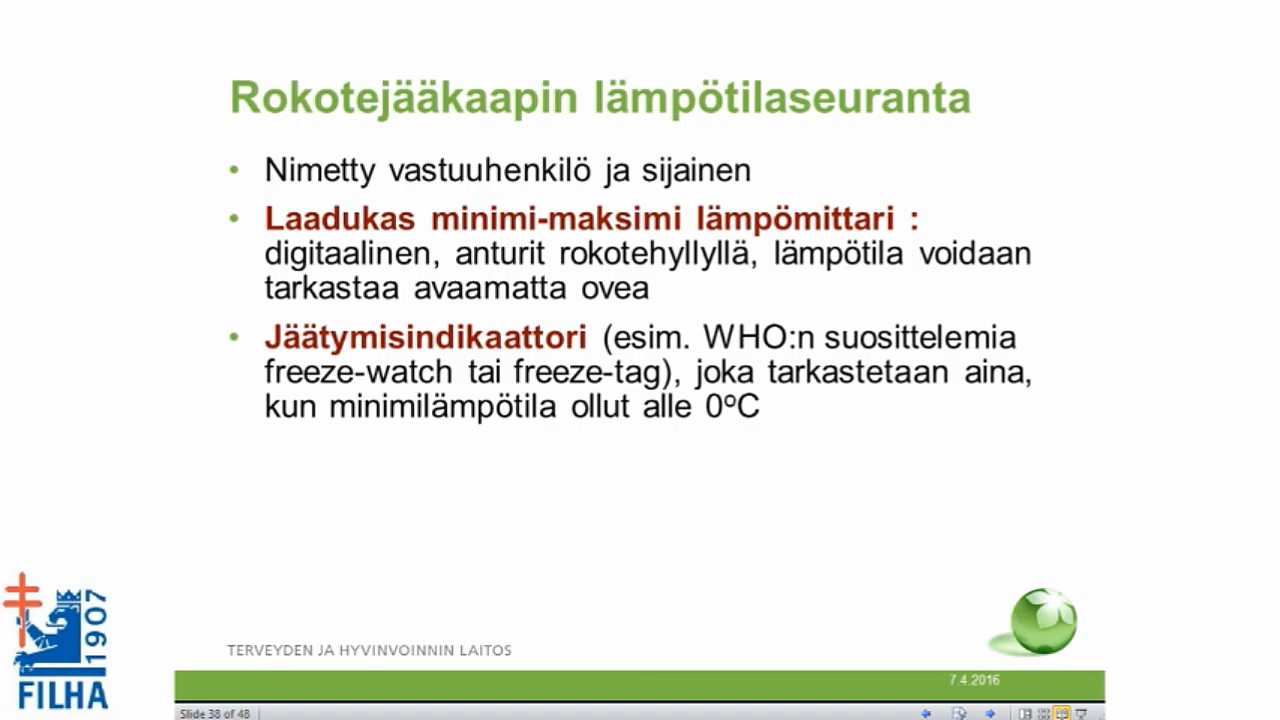 Rokotejääkaapin lämpötilaseuranta
• Nimetty vastuuhenkilö ja sijainen
• Laadukas minimi-maksimi lämpömittari :
digitaalinen, anturit rokotehyllyllä, lämpötila voidaan
tarkastaa avaamatta ovea
• Jäätymisindikaattori (esim. WHO:n suosittelemia
freeze-watch tai freeze-tag), joka tarkastetaan aina,
kun minimilämpötila ollut alle 0ºC
1907
FILHA
TERVEYDEN JA HYVINVOINNIN LAITOS
7.4.2016
Slide 38 of 48